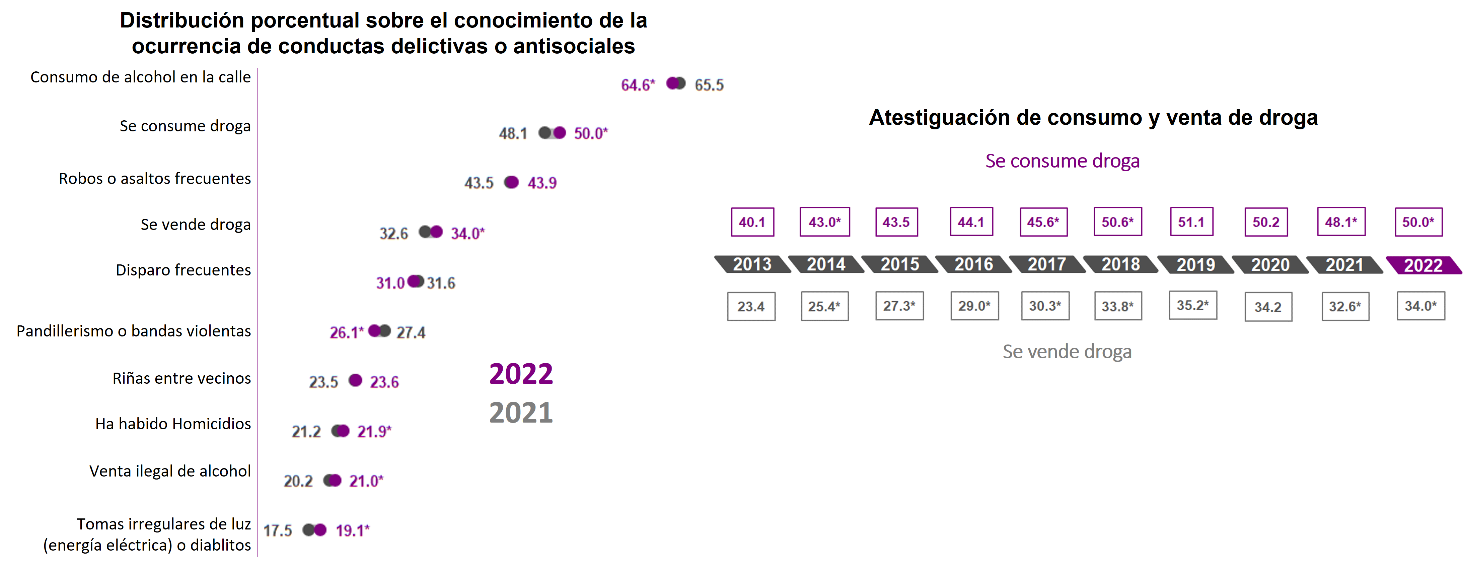 Distribución porcentual sobre el conocimiento de la
ocurrencia de conductas delictivas o antisociales
Consumo de alcohol en la calle 64.6* 65.5
Se consume droga 48.1 50.0*
Robos o asaltos frecuentes 43.5 43.9
Se vende droga 32.6 34.0*
Disparo frecuentes 31.0 31.6
Pandillerismo o bandas violentas 26.1* 27.4
Riñas entre vecinos 23.5 23.6
Ha habido Homicidios 21.2 21.9*
Venta ilegal de alcohol 20.2 21.0*
Tomas irregulares de luz
(energía eléctrica) o diablitos 17.5 19.1*
2022
2021
Atestiguación de consumo y venta de droga
Se consume droga
40.1 43.0* 43.5 44.1 45.6* 50.6* 51.1 50.2 48.1* 50.0*
2013 2014 2015 2016 2017 2018 2019 2020 2021 2022
23.4 25.4* 27.3* 29.0* 30.3* 33.8* 35.2* 34.2 32.6* 34.0*
Se vende droga